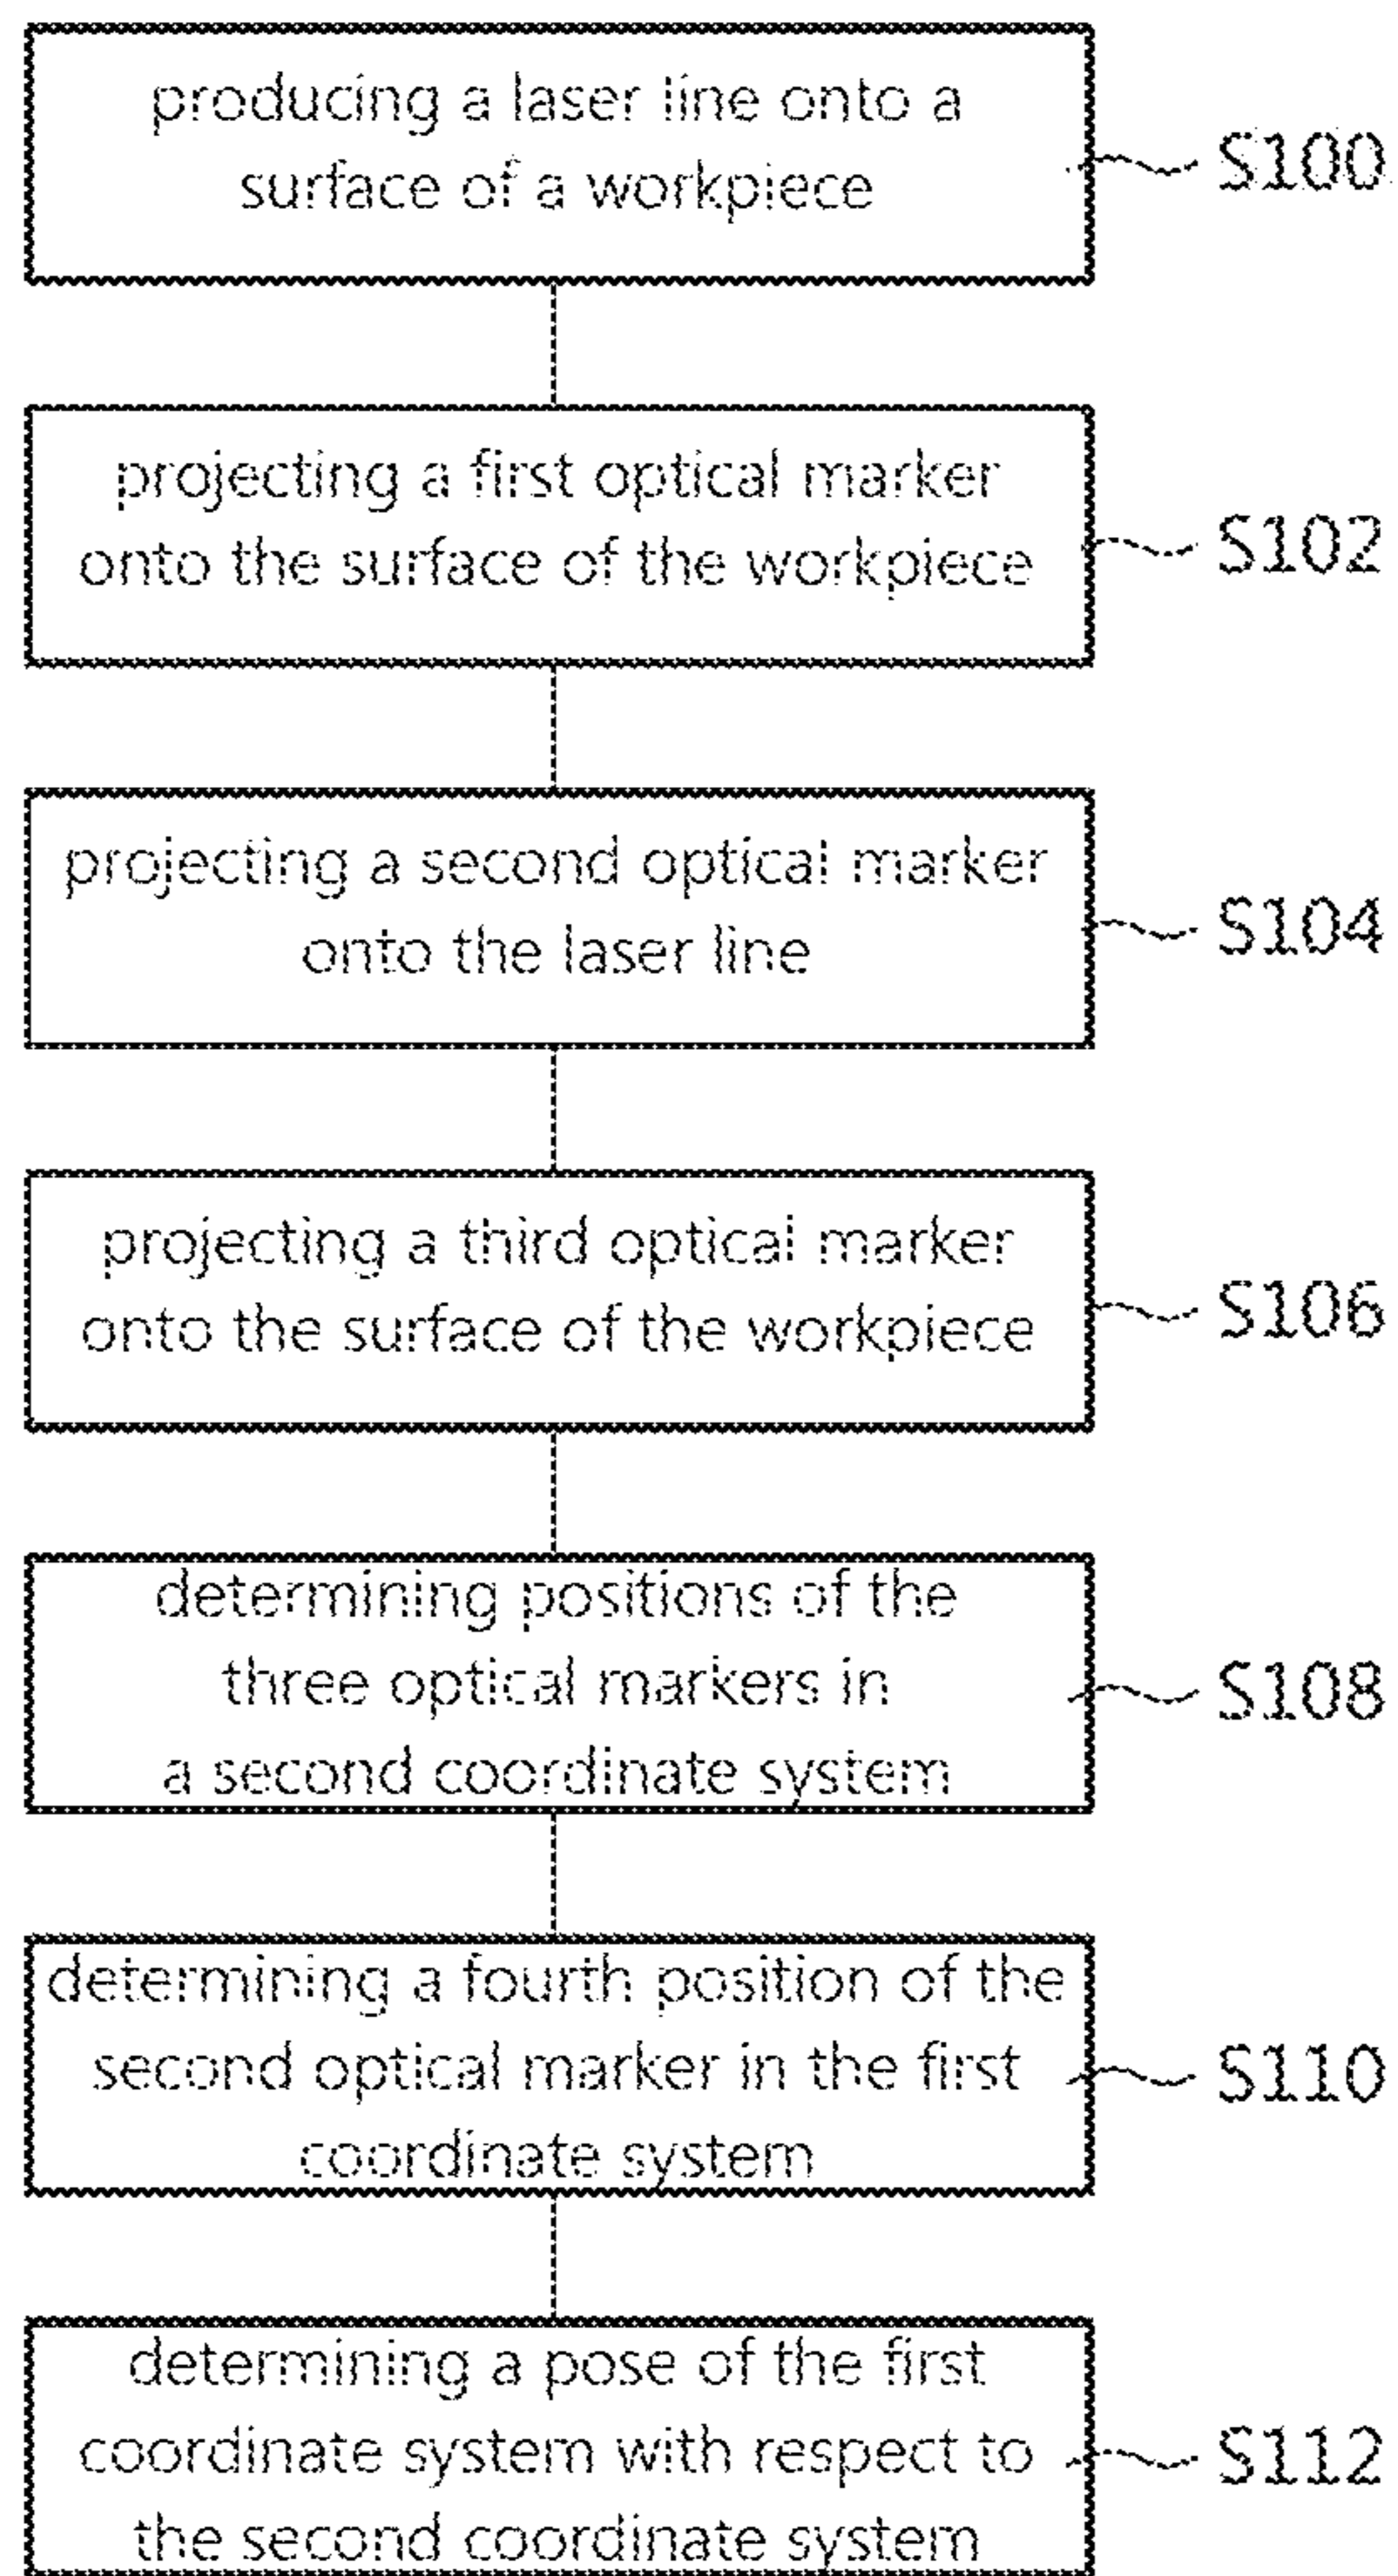 producing a laser line onto a
surface of a workpiece
S100
projecting a first optical marker
onto the surface of the workpiece
S102
projecting a second optical marker
onto the laser line
S104
projecting a third optical marker
onto the surface of the workpiece
S106
determining positions of the
three optical markers in
a second coordinate system
S108
determining a fourth position of the
second optical marker in the first
coordinate system
S110
determining a pose of the first
coordinate system with respect to
the second coordinate system
S112